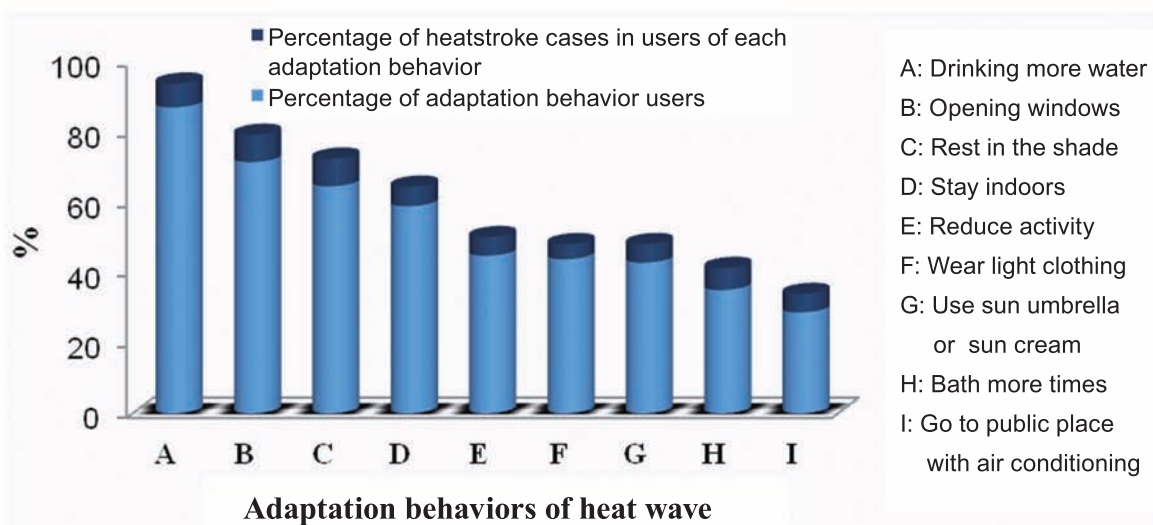 Percentage of heatstroke cases in users of each
adaptation behavior
Percentage of adaptation behavior users
100
80
60
40
20
0
%
A B C D E F G H I
Adaptation behaviors of heat wave
A: Drinking more water
B: Opening windows
C: Rest in the shade
D: Stay indoors
E: Reduce activity
F: Wear light clothing
G: Use sun umbrella
or sun cream
H: Bath more times
I: Go to public place
with air conditioning